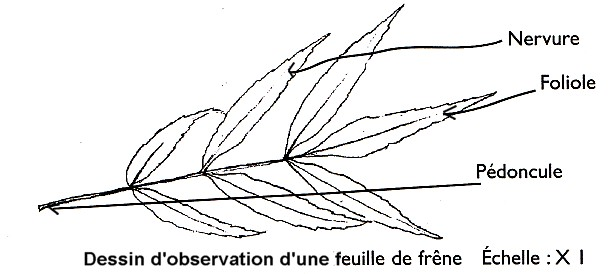 Nervure
Foliole
Pédoncule
Dessin d'observation d'une feuille de frêne Échelle : X 1